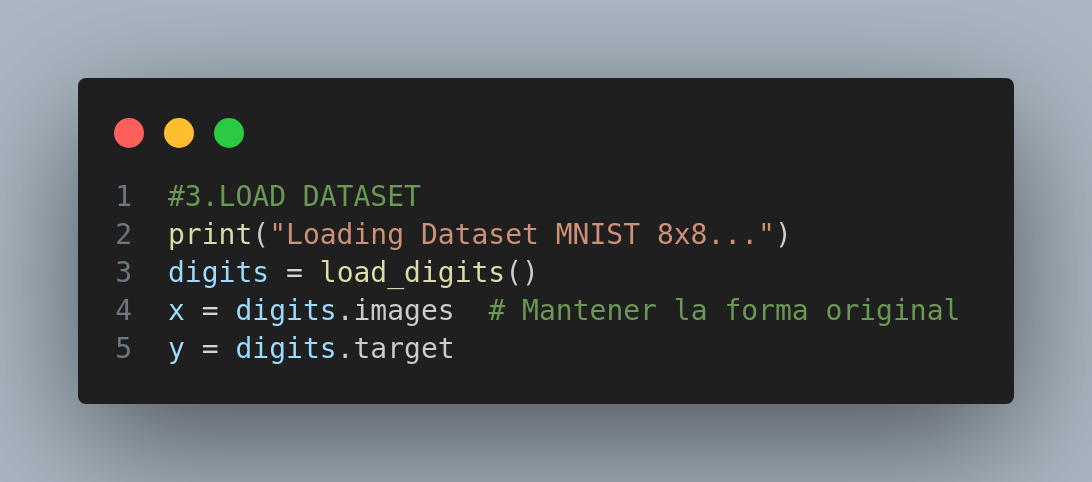 1 #3.LOAD DATASET
2 print("Loading Dataset MNIST 8x8...")
3 digits = load_digits()
4 x = digits.images  # Mantener la forma original
5 y = digits.target